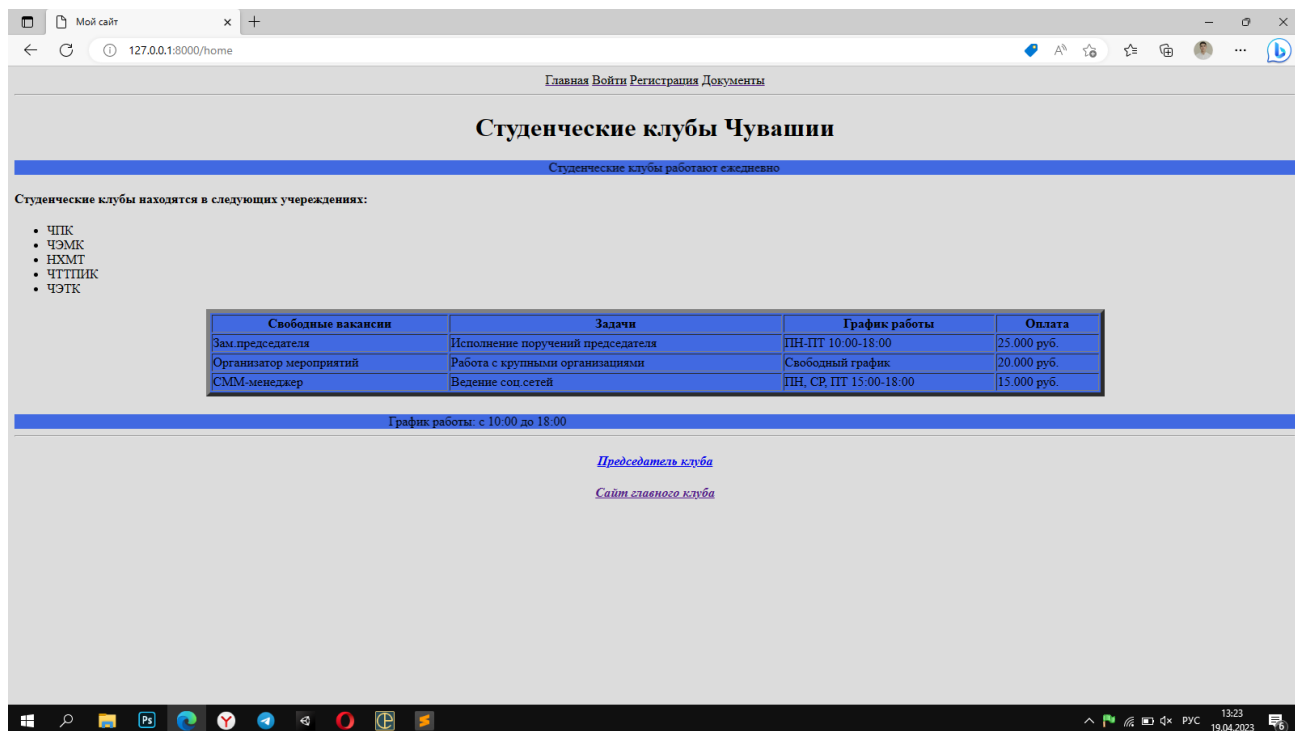 Мой сайт
127.0.0.1:8000/home
Главная Войти Регистрация Документы
Студенческие клубы Чувашии
Студенческие клубы работают ежедневно
Студенческие клубы находятся в следующих учереждениях:
ЧПК
ЧЭМК
НХМТ
ЧТТПИК
ЧЭТК
Свободные вакансии Задачи График работы Оплата
Зам.председателя Исполнение поручений председателя ПН-ПТ 10:00-18:00 25.000 руб.
Организатор мероприятий Работа с крупными организациями Свободный график 20.000 руб.
СММ-менеджер Ведение соц.сетей ПН, СР, ПТ 15:00-18:00 15.000 руб.
График работы: с 10:00 до 18:00
Председатель клуба
Сайт главного клуба
Ps
РУС
13:23
19.04.2023
6